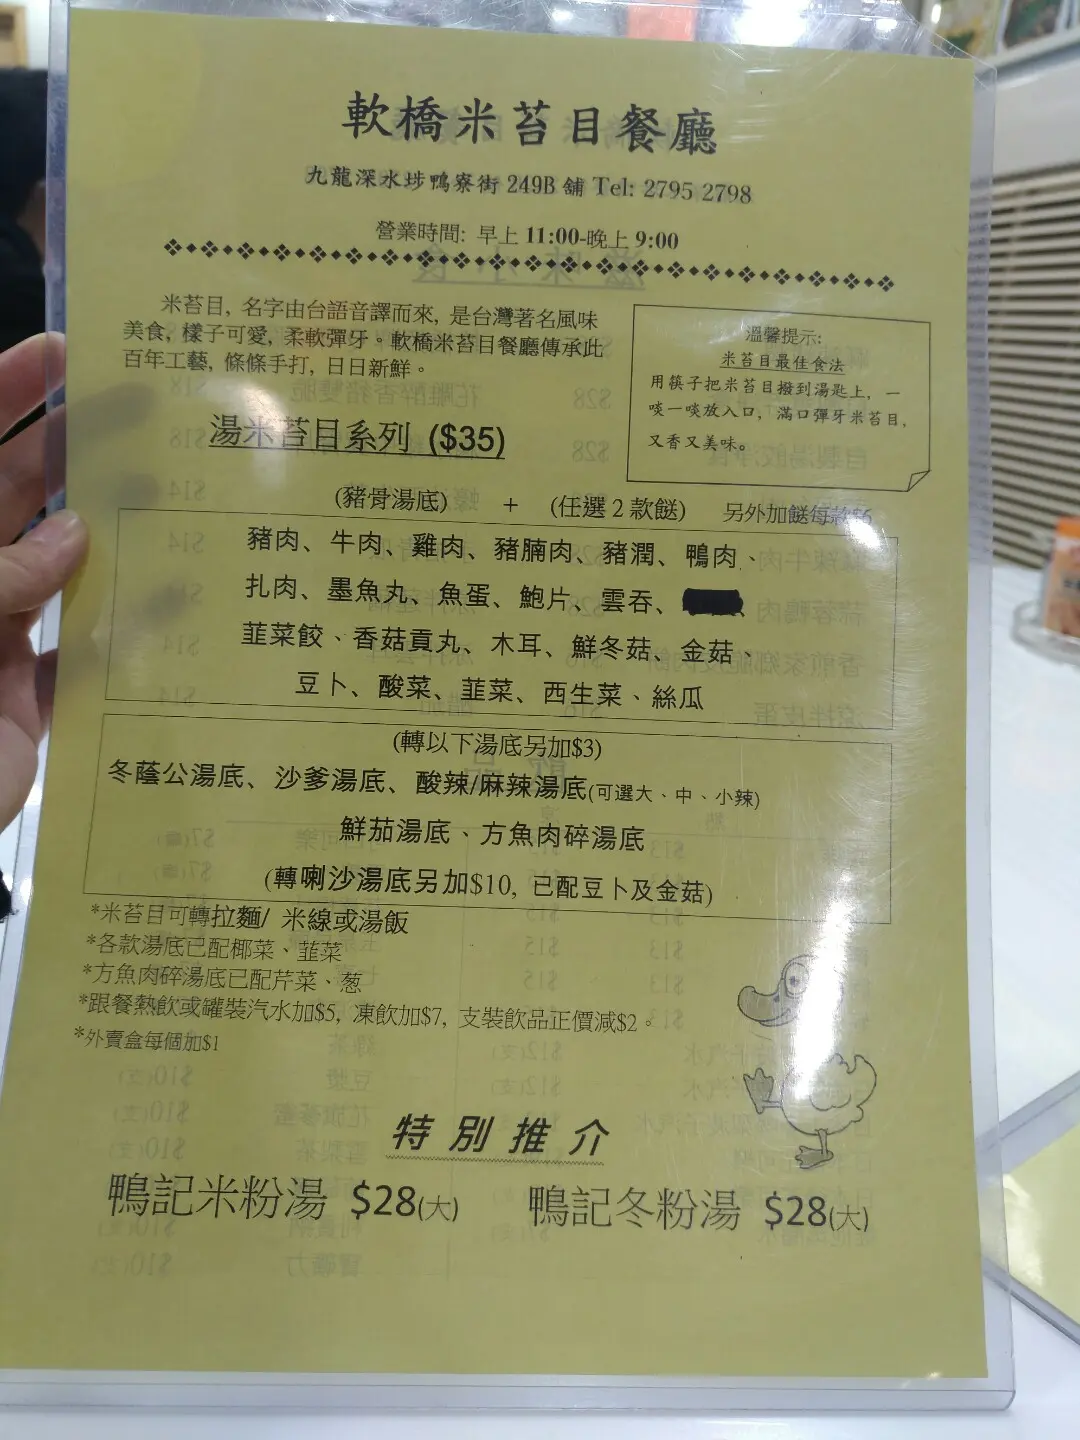 軟橋米苔目餐廳
九龍深水埗鴨寮街 249B 舖 Tel: 2795 2798
營業時間: 早上 11:00-晚上 9:00
米苔目, 名字由台語音譯而來, 是台灣著名風味
美食, 樣子可愛, 柔軟彈牙。軟橋米苔目餐廳傳承此
百年工藝, 條條手打, 日日新鮮。
溫馨提示:
米苔目最佳食法
用筷子把米苔目撥到湯匙上, 一
啖一啖放入口, 滿口彈牙米苔目,
又香又美味。
湯米苔目系列 ($35)
(豬骨湯底) + (任選 2 款餸) 另外加餸每款$6
豬肉、牛肉、雞肉、豬腩肉、豬潤、鴨肉、
扎肉、墨魚丸、魚蛋、鮑片、雲吞、
韮菜餃、香菇貢丸、木耳、鮮冬菇、金菇、
豆卜、酸菜、韮菜、西生菜、絲瓜
(轉以下湯底另加$3)
冬蔭公湯底、沙爹湯底、酸辣/麻辣湯底(可選大、中、小辣)
鮮茄湯底、方魚肉碎湯底
(轉喇沙湯底另加$10, 已配豆卜及金菇)
*米苔目可轉拉麵/ 米線或湯飯
*各款湯底已配椰菜、韮菜
*方魚肉碎湯底已配芹菜、葱
*跟餐熱飲或罐裝汽水加$5, 凍飲加$7, 支裝飲品正價減$2。
*外賣盒每個加$1
特別推介
鴨記米粉湯 $28(大) 鴨記冬粉湯 $28(大)